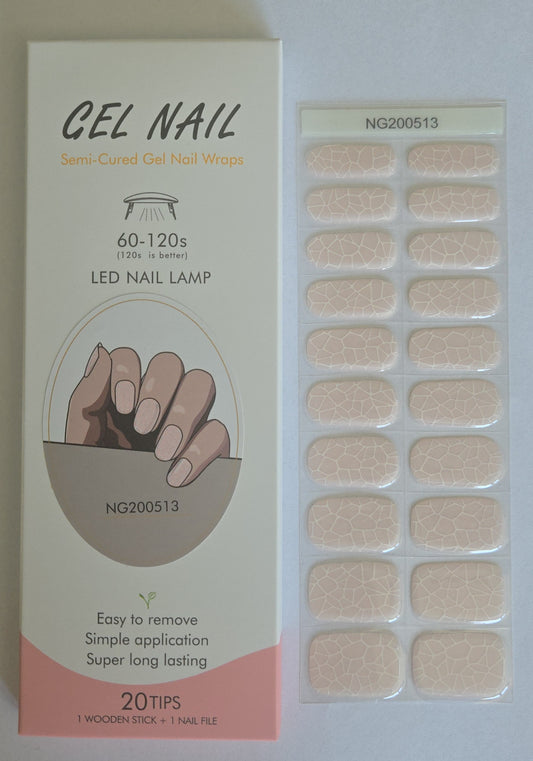 GEL NAIL
Semi-Cured Gel Nail Wraps
60-120s
(120s is better)
LED NAIL LAMP
NG200513
Easy to remove
Simple application
Super long lasting
20TIPS
1 WOODEN STICK + 1 NAIL FILE
NG200513